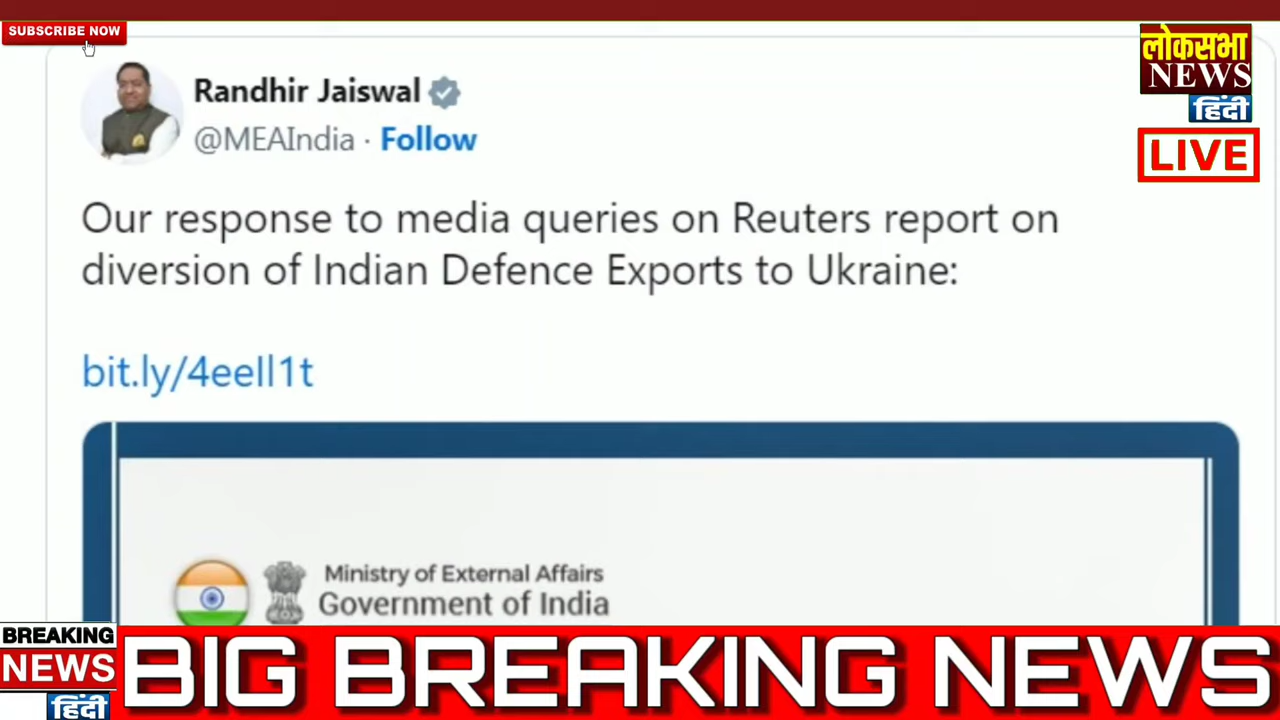 SUBSCRIBE NOW
लोकसभा
NEWS
हिंदी
LIVE
Randhir Jaiswal
@MEAIndia · Follow
Our response to media queries on Reuters report on
diversion of Indian Defence Exports to Ukraine:
bit.ly/4eeIl1t
Ministry of External Affairs
Government of India
BREAKING
NEWS
हिंदी
BIG BREAKING NEWS